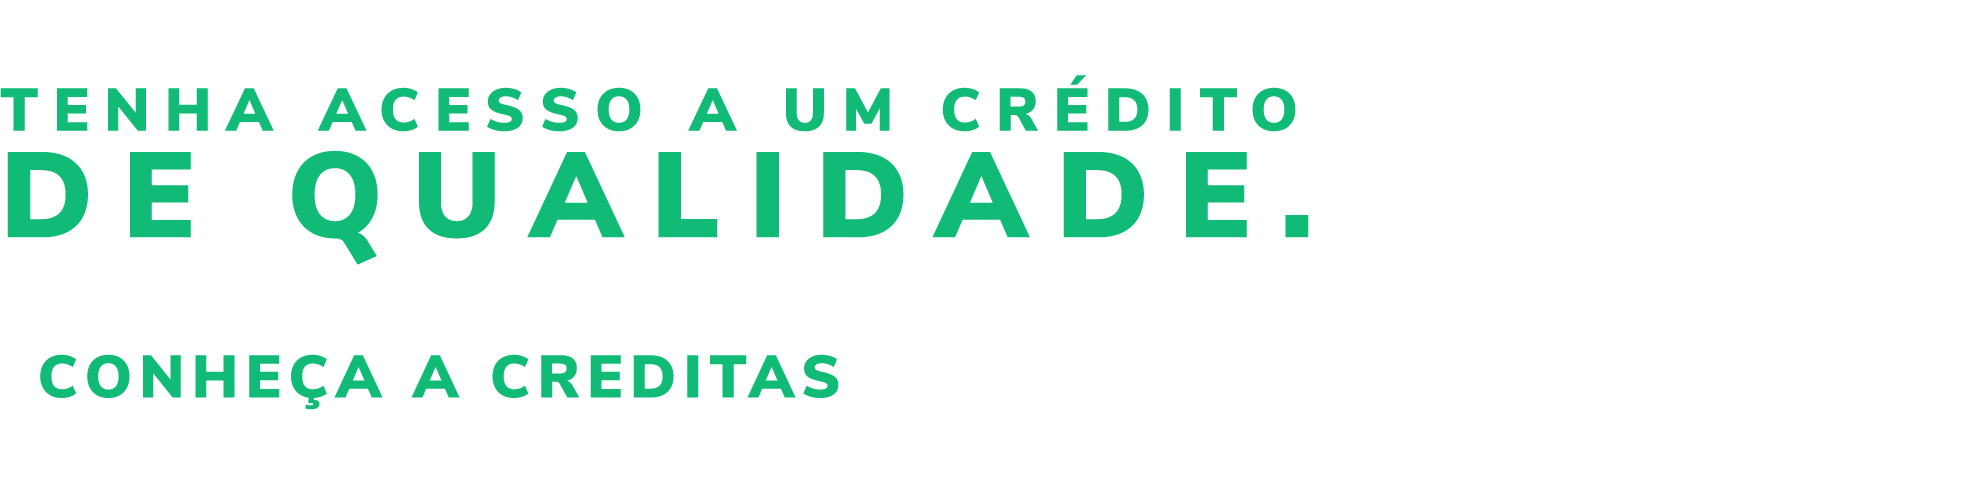 TENHA ACESSO A UM CRÉDITO
DE QUALIDADE.
CONHEÇA A CREDITAS